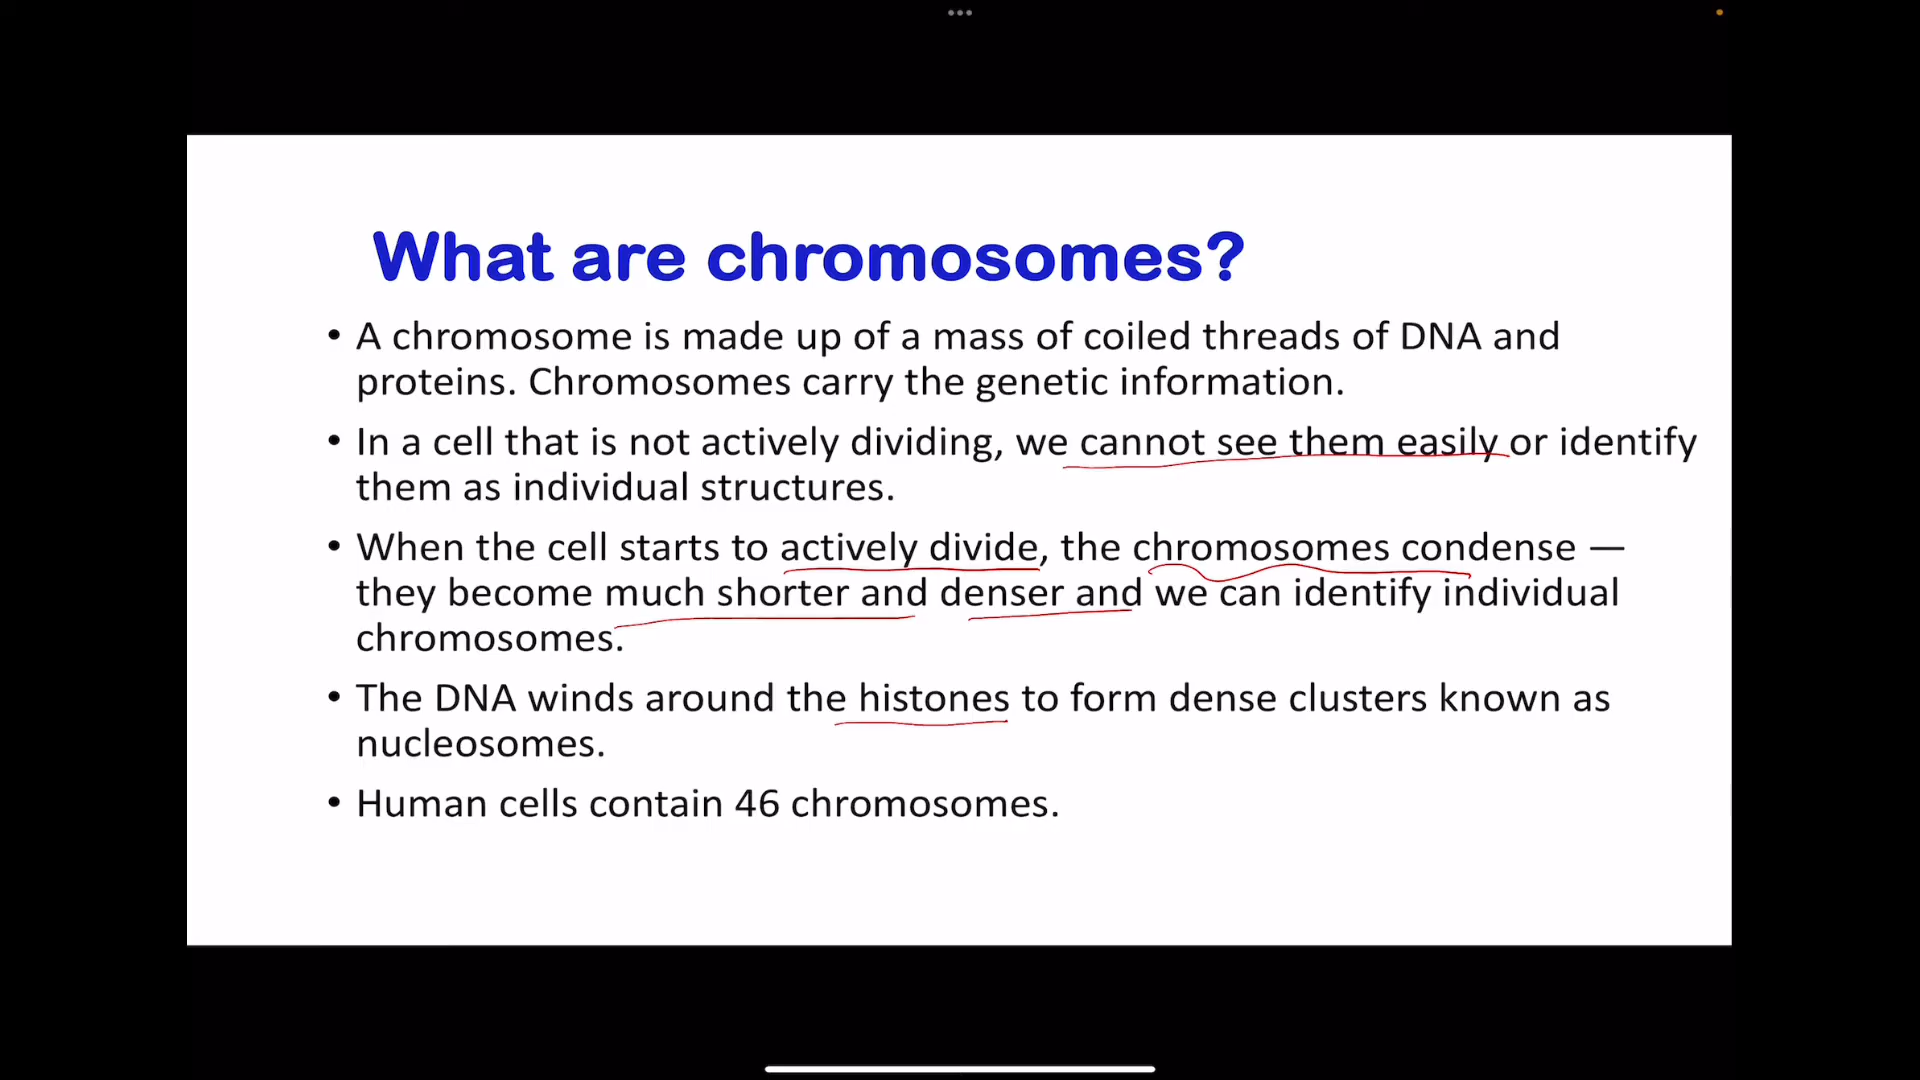 What are chromosomes?
• A chromosome is made up of a mass of coiled threads of DNA and
proteins. Chromosomes carry the genetic information.
• In a cell that is not actively dividing, we cannot see them easily or identify
them as individual structures.
• When the cell starts to actively divide, the chromosomes condense —
they become much shorter and denser and we can identify individual
chromosomes.
• The DNA winds around the histones to form dense clusters known as
nucleosomes.
• Human cells contain 46 chromosomes.